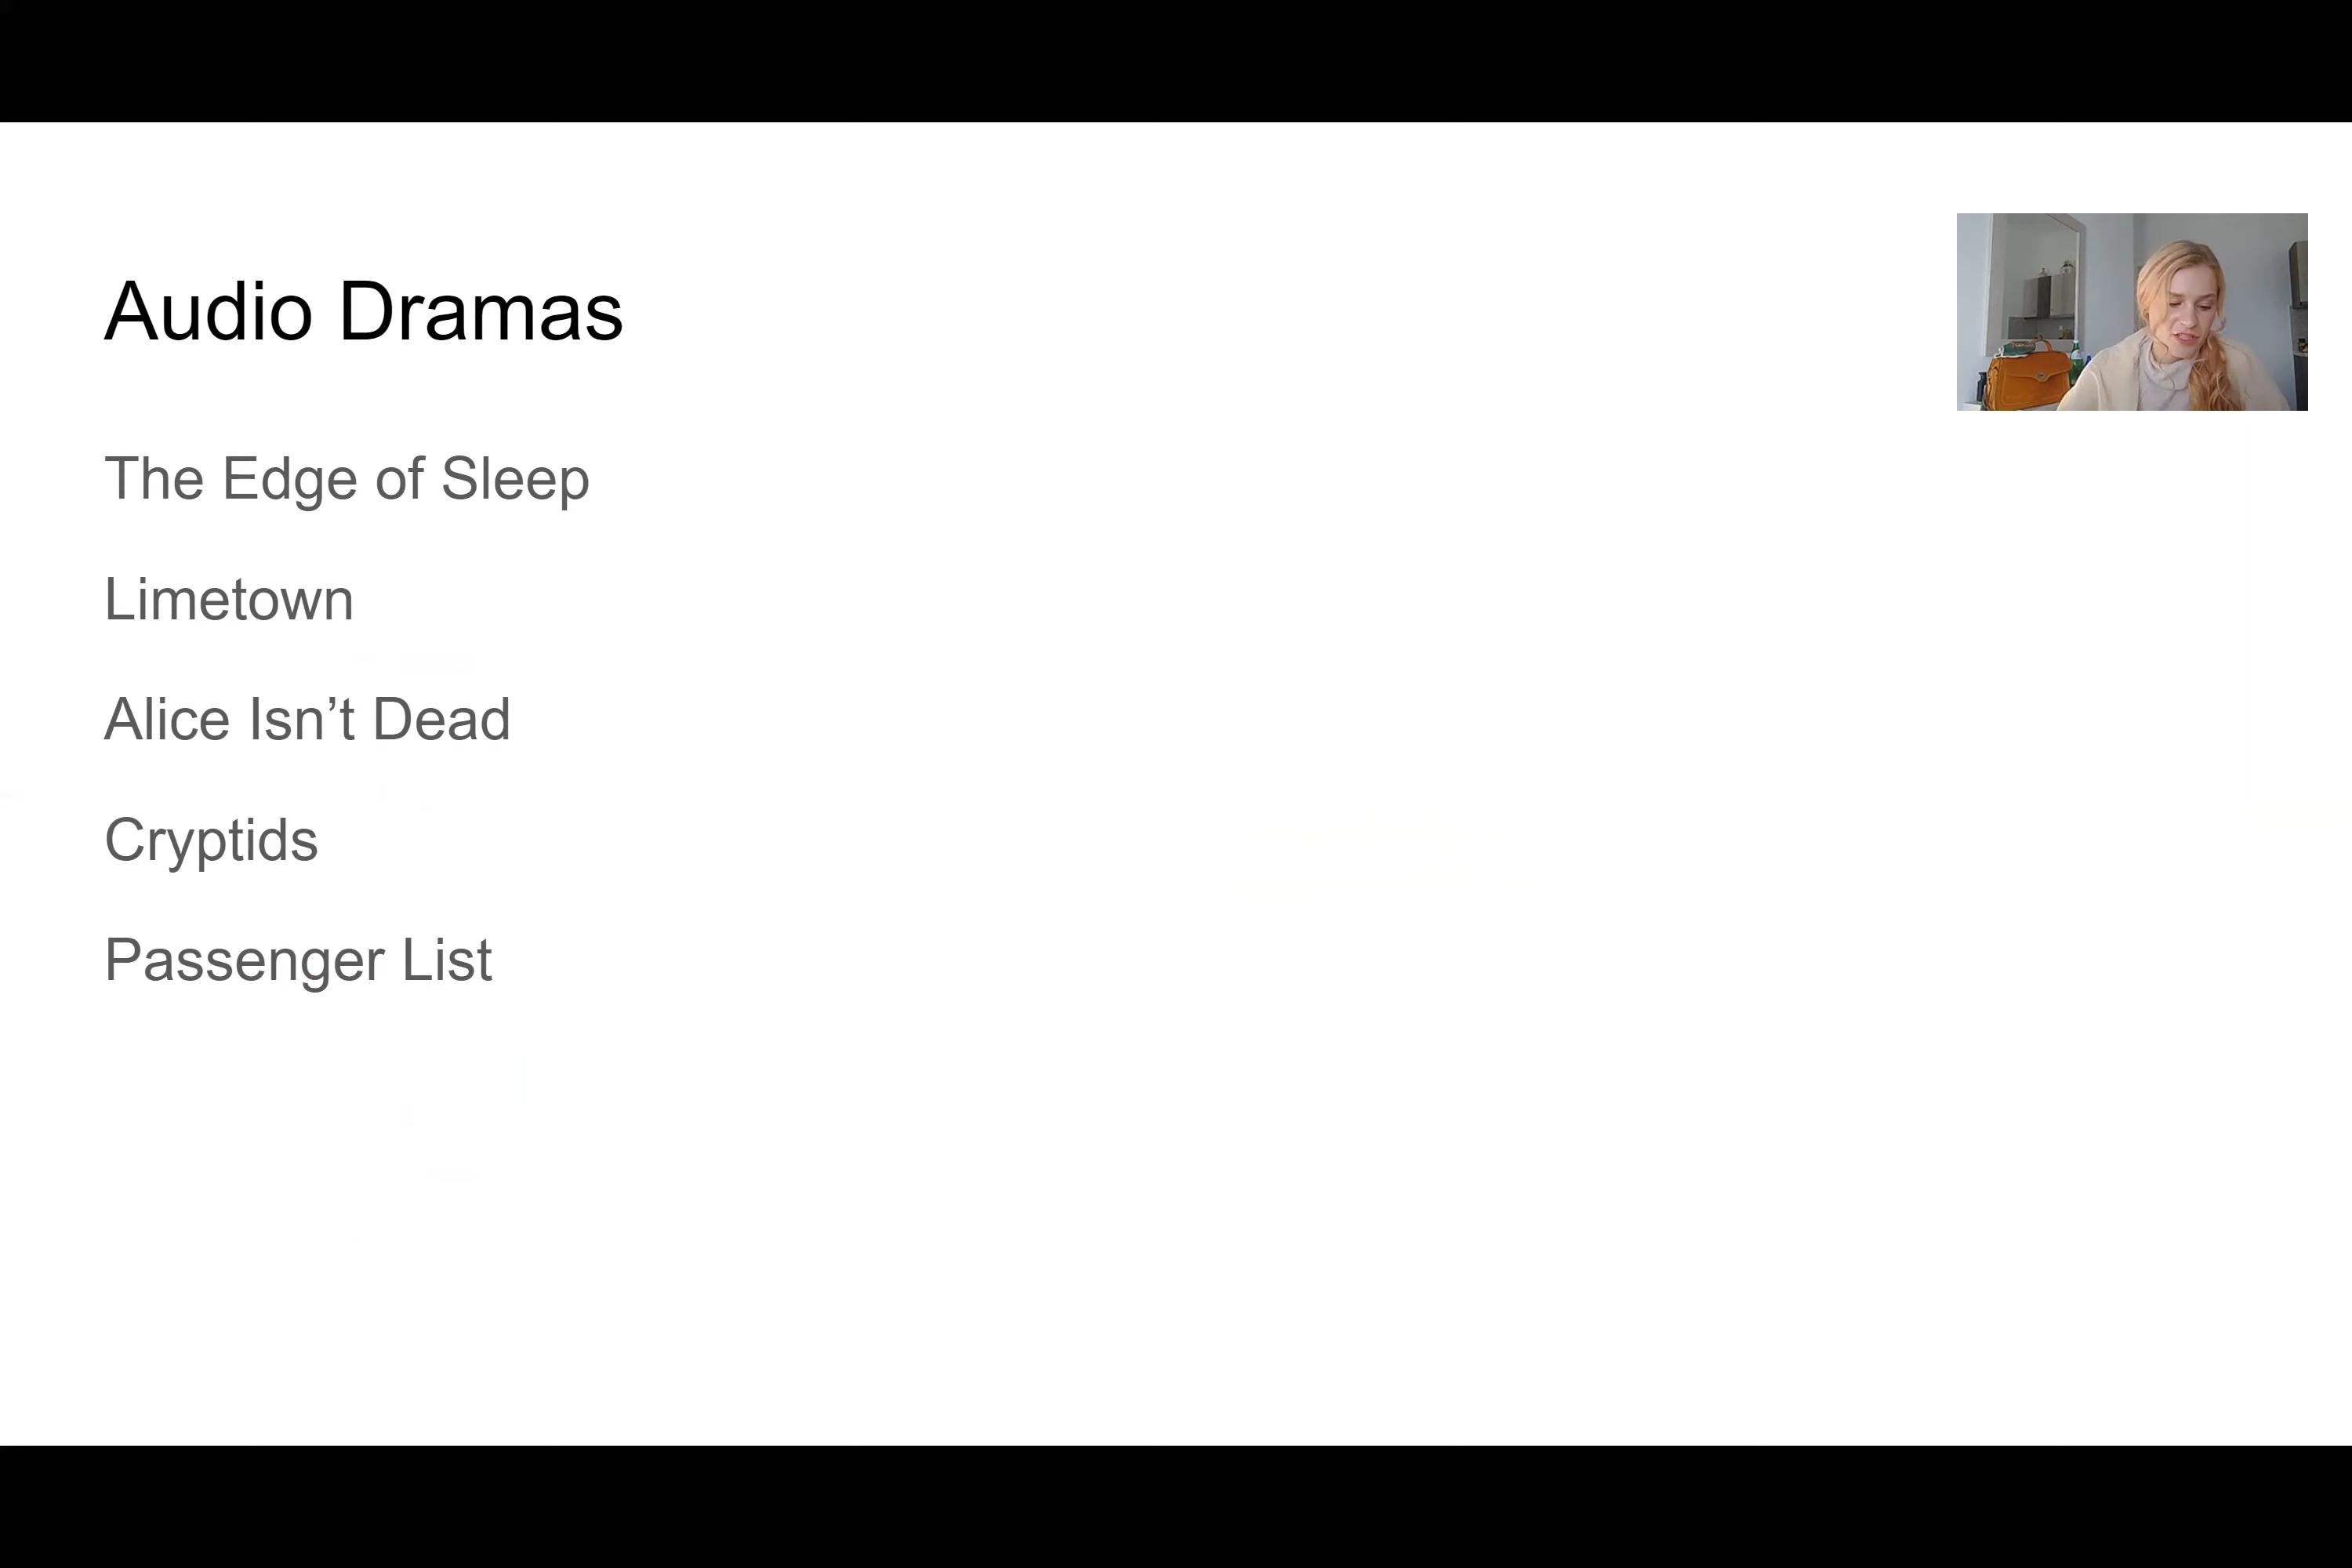 Audio Dramas
The Edge of Sleep
Limetown
Alice Isn’t Dead
Cryptids
Passenger List